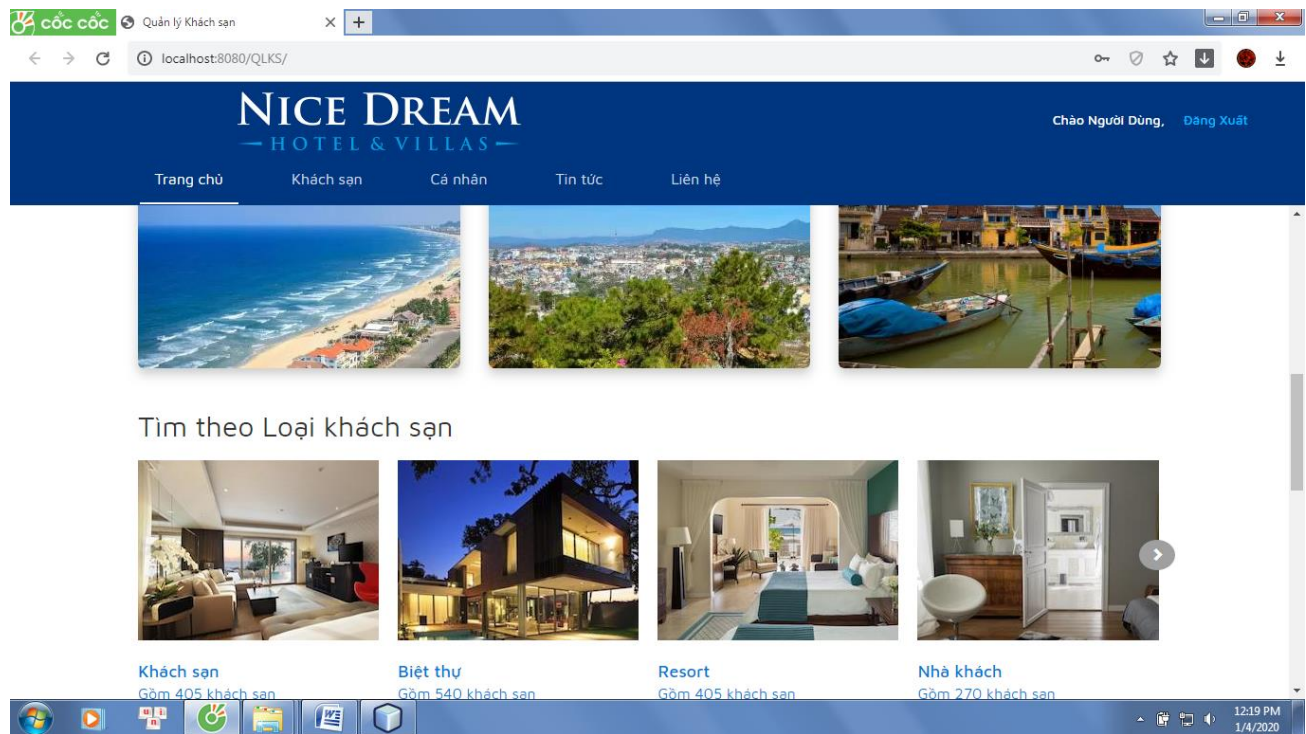 cốc cốc
Quản lý Khách sạn
localhost:8080/QLKS/
NICE DREAM
HOTEL & VILLAS
Chào Người Dùng, Đăng Xuất
Trang chủ Khách sạn Cá nhân Tin tức Liên hệ
Tìm theo Loại khách sạn
Khách sạn Biệt thự Resort Nhà khách
Gồm 405 khách sạn Gồm 540 khách sạn Gồm 405 khách sạn Gồm 270 khách sạn
12:19 PM
1/4/2020